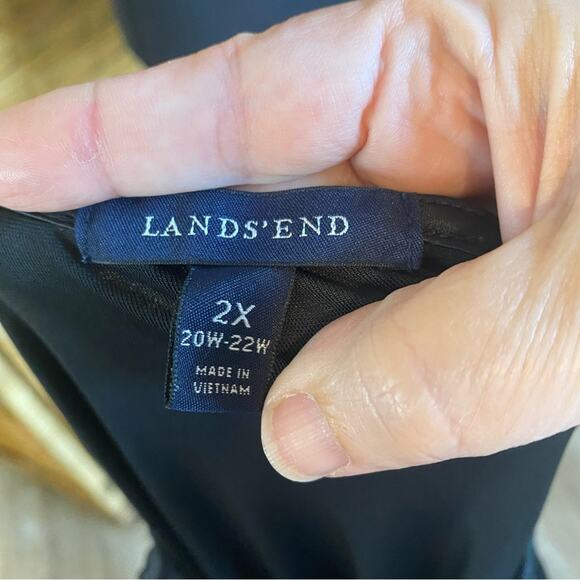 LANDS'END
2X
20W-22W
MADE IN
VIETNAM